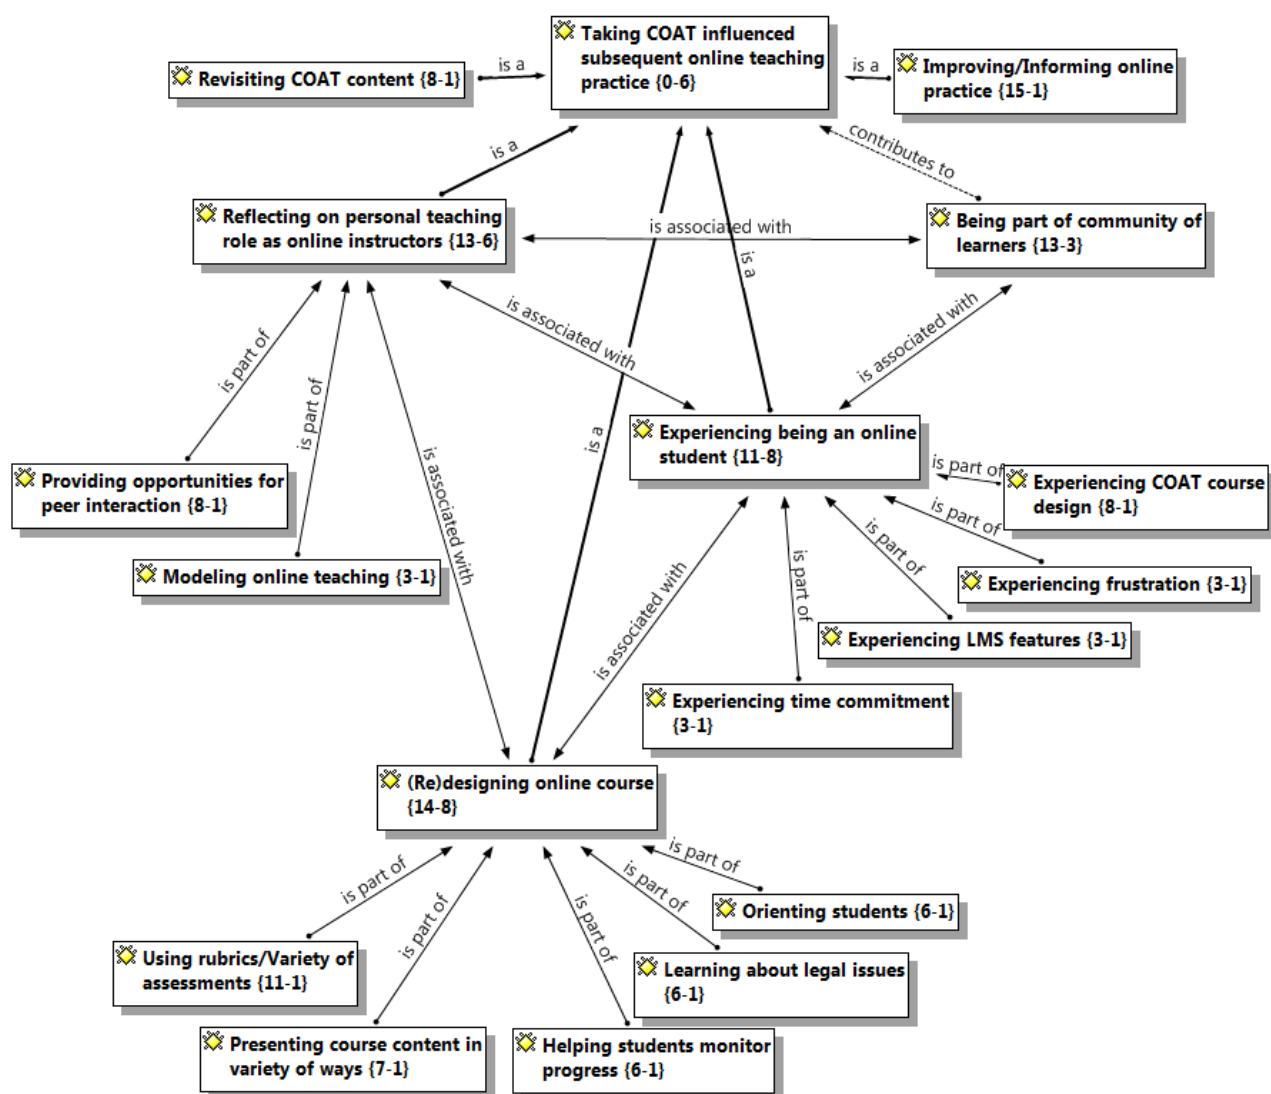 Taking COAT influenced
subsequent online teaching
practice {0-6}
Revisiting COAT content {8-1}
is a
is a
Improving/Informing online
practice {15-1}
is a
contributes to
Reflecting on personal teaching
role as online instructors {13-6}
is associated with
Being part of community of
learners {13-3}
is a
is part of
is associated with
is associated with
is part of
is a
Experiencing being an online
student {11-8}
is associated with
Providing opportunities for
peer interaction {8-1}
is part of
Experiencing COAT course
design {8-1}
is part of
Modeling online teaching {3-1}
is part of
Experiencing frustration {3-1}
is part of
is associated with
Experiencing LMS features {3-1}
Experiencing time commitment
{3-1}
(Re)designing online course
{14-8}
is part of
is part of
is part of
is part of
is part of
Orienting students {6-1}
Using rubrics/Variety of
assessments {11-1}
Learning about legal issues
{6-1}
Presenting course content in
variety of ways {7-1}
Helping students monitor
progress {6-1}